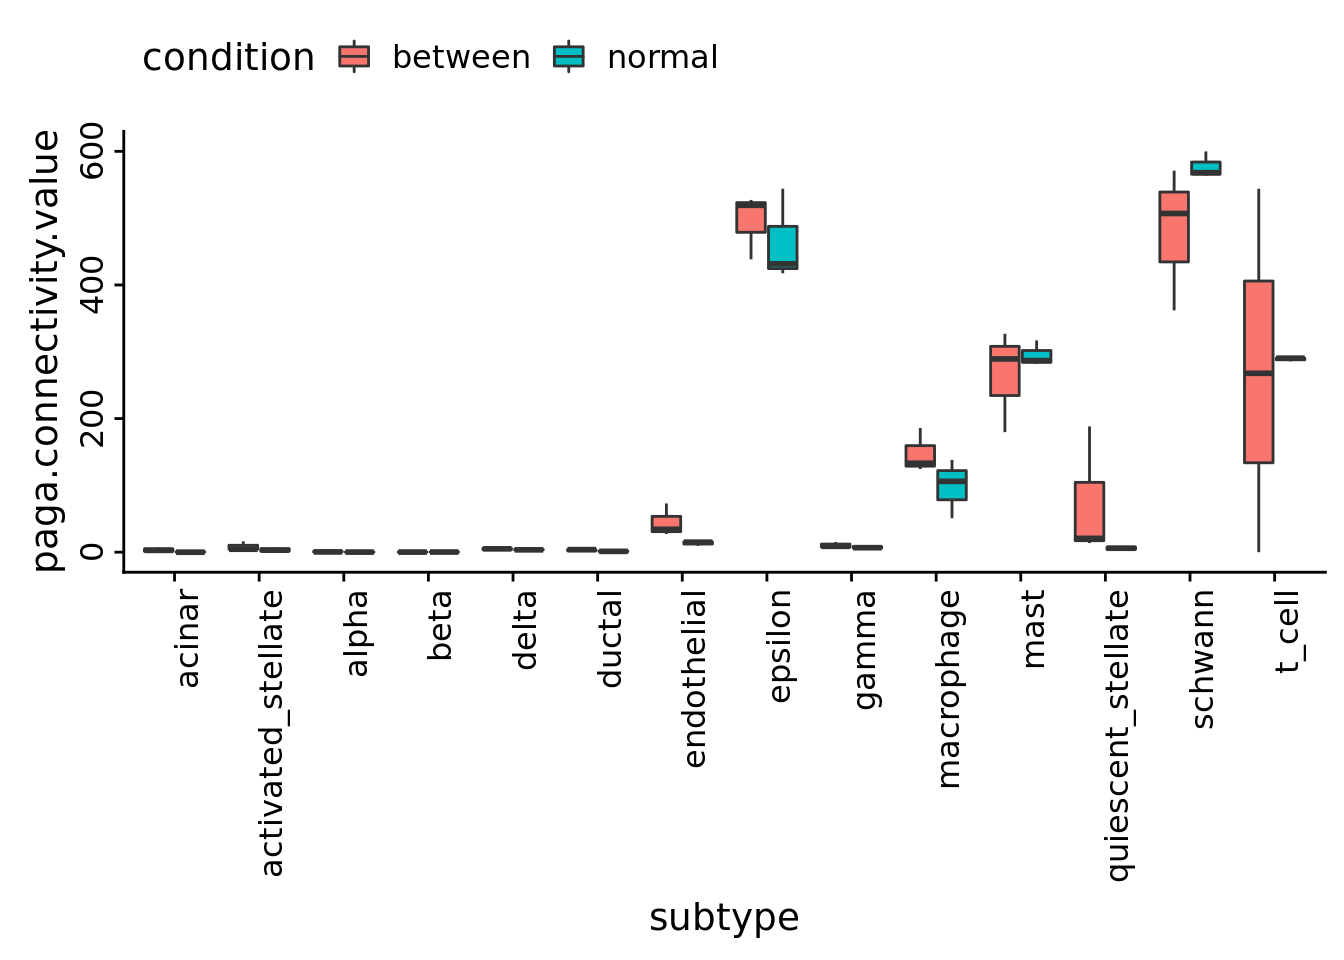 condition between normal
paga.connectivity.value
600
400
200
0
acinar
activated_stellate
alpha
beta
delta
ductal
endothelial
epsilon
gamma
macrophage
mast
quiescent_stellate
schwann
t_cell
subtype